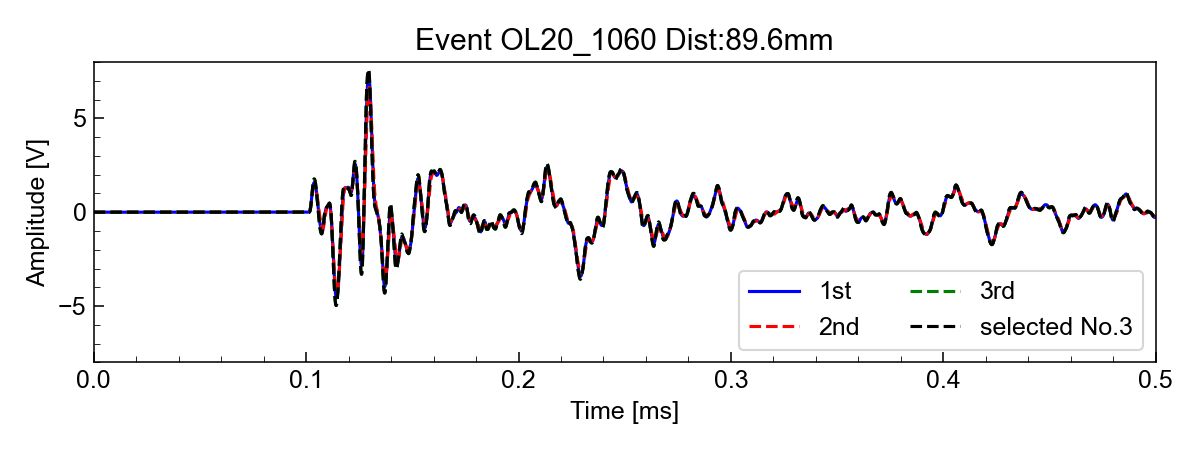 Event OL20_1060 Dist:89.6mm
Amplitude [V]
5
0
−5
1st
2nd
3rd
selected No.3
0.0 0.1 0.2 0.3 0.4 0.5
Time [ms]